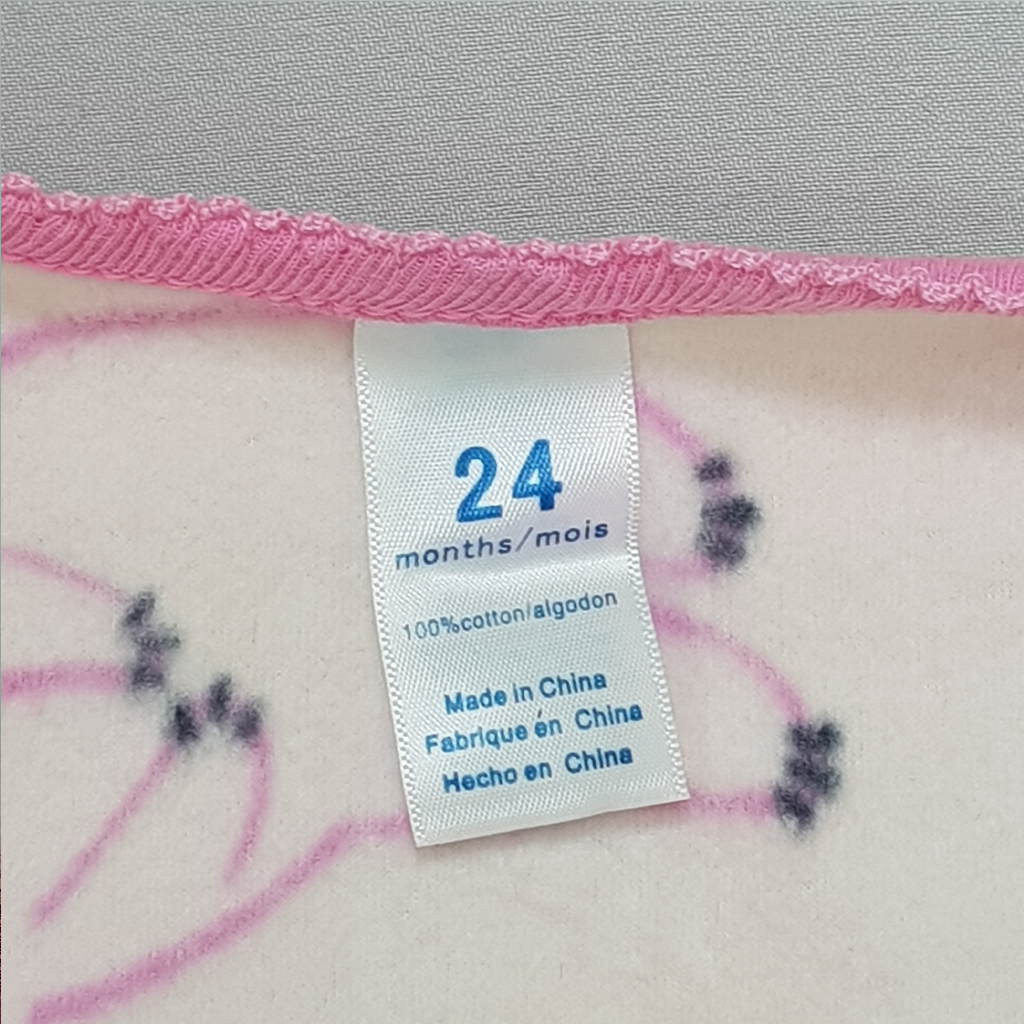 24
months/mois
100%cotton/algodon
Made in China
Fabrique én China
Hecho en China